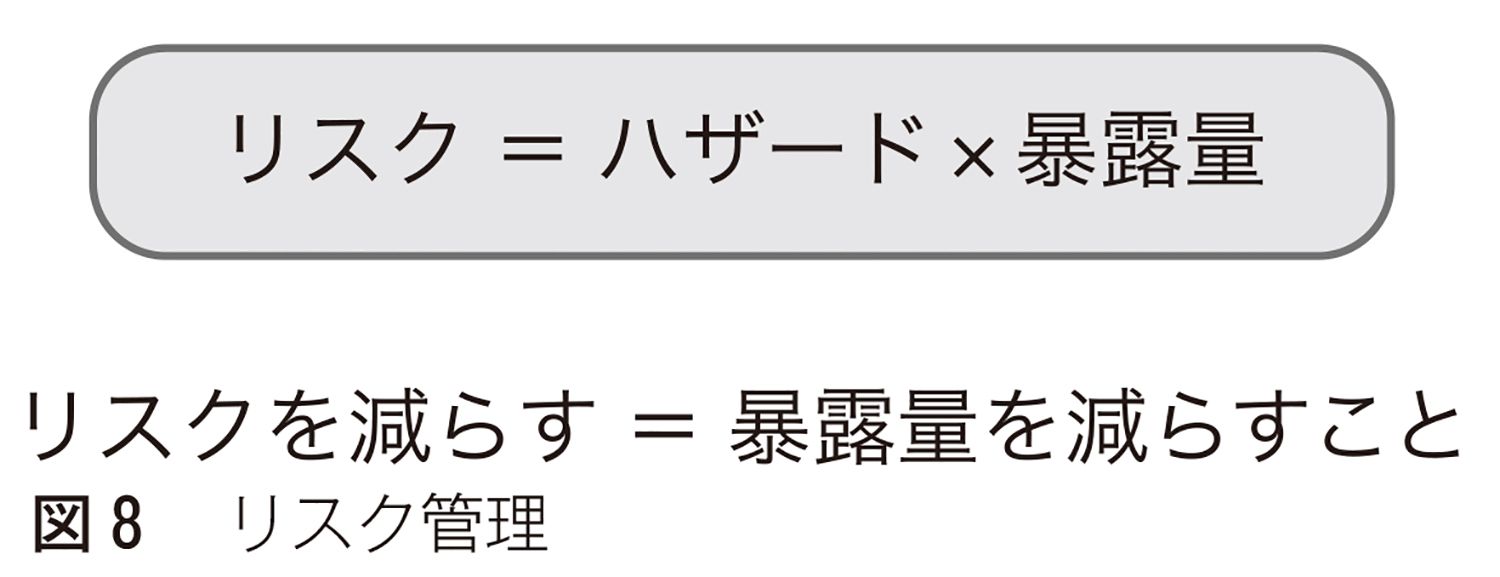 リスク = ハザード×暴露量
リスクを減らす = 暴露量を減らすこと
図8 リスク管理